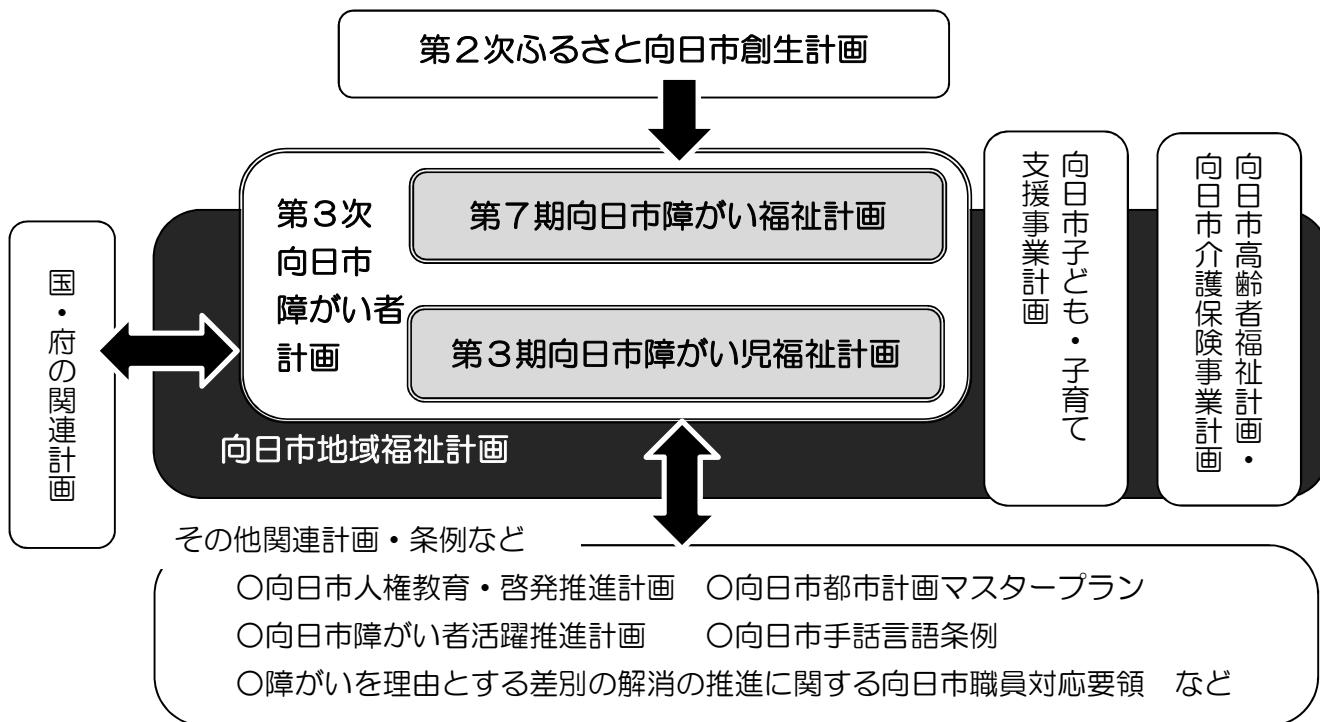 第２次ふるさと向日市創生計画
第３次
向日市
障がい者
計画
第７期向日市障がい福祉計画
第３期向日市障がい児福祉計画
向日市子ども・子育て
支援事業計画
向日市高齢者福祉計画・
向日市介護保険事業計画
国・府の関連計画
向日市地域福祉計画
その他関連計画・条例など
○向日市人権教育・啓発推進計画　○向日市都市計画マスタープラン
○向日市障がい者活躍推進計画　　○向日市手話言語条例
○障がいを理由とする差別の解消の推進に関する向日市職員対応要領　など